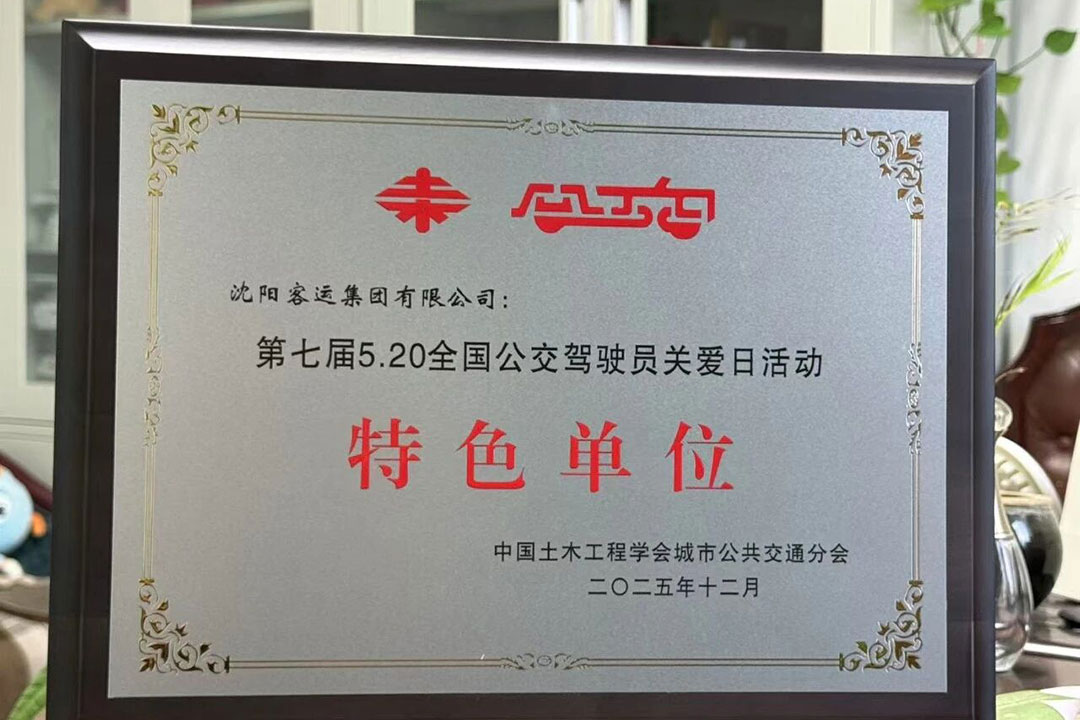 沈阳客运集团有限公司：
第七届5.20全国公交驾驶员关爱日活动
特色单位
中国土木工程学会城市公共交通分会
二〇二五年十二月